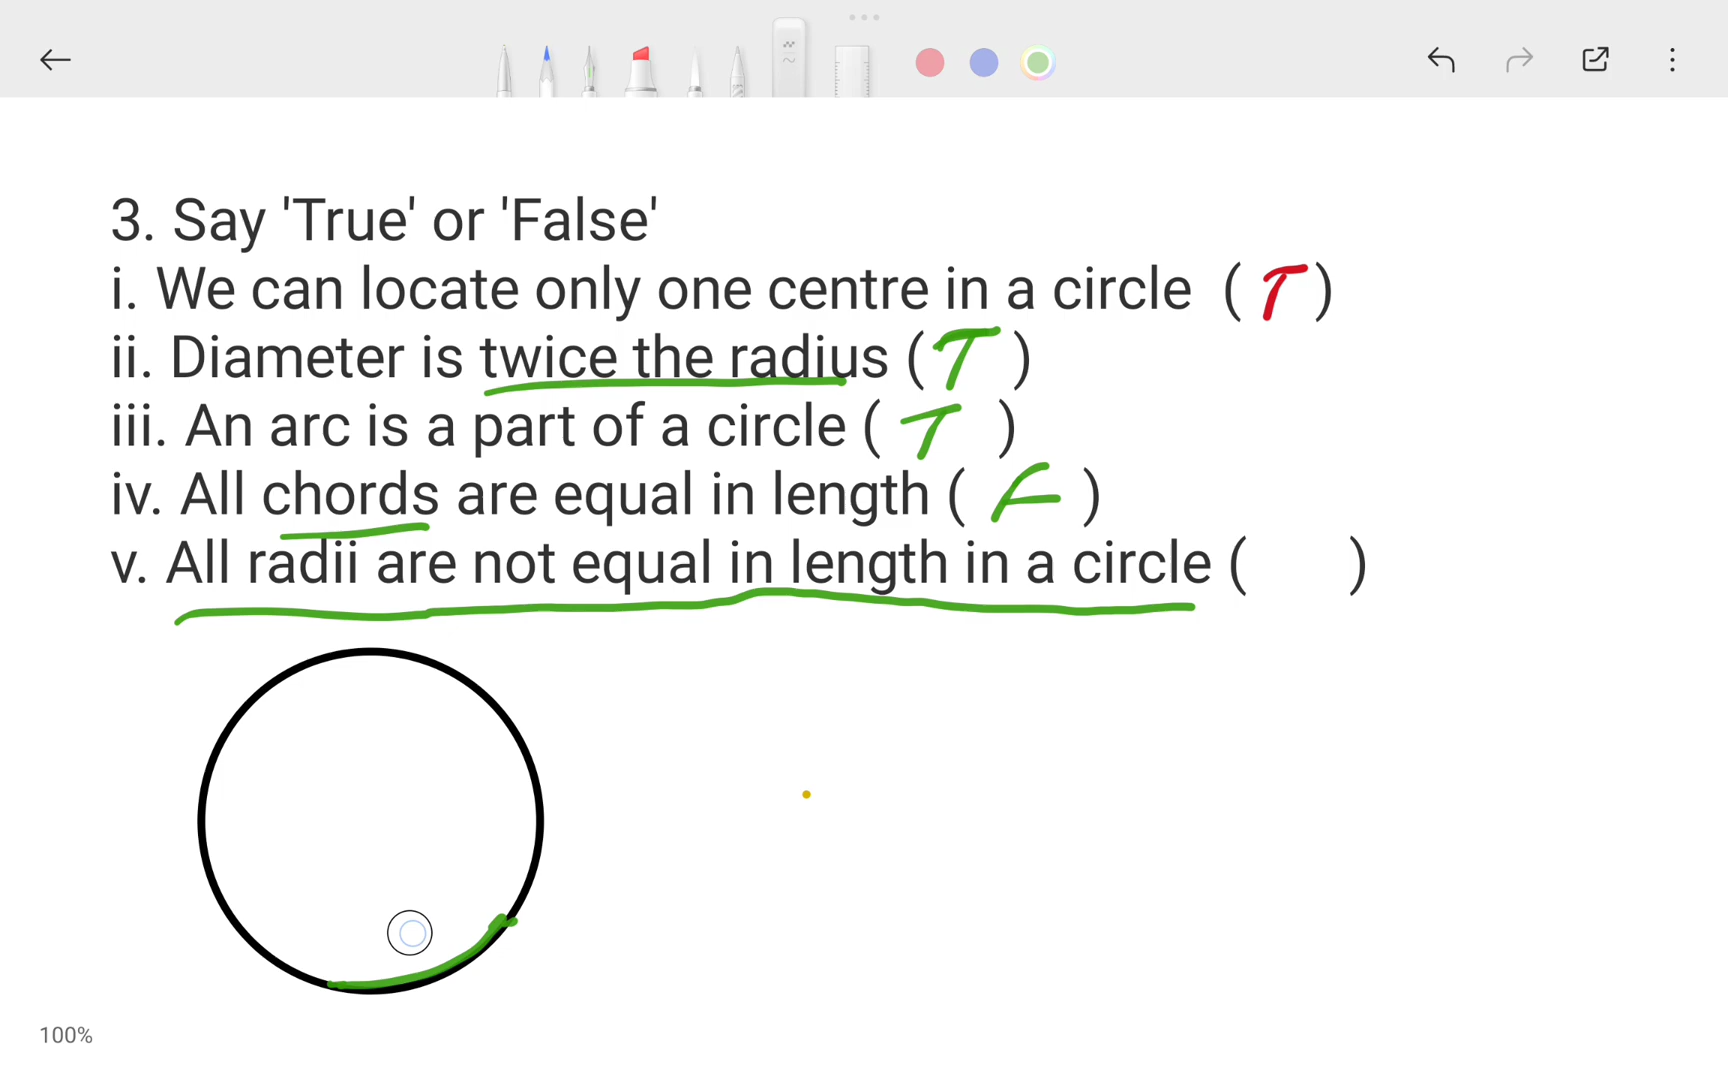 3. Say 'True' or 'False'
i. We can locate only one centre in a circle ( T )
ii. Diameter is twice the radius ( T )
iii. An arc is a part of a circle ( T )
iv. All chords are equal in length ( F )
v. All radii are not equal in length in a circle ( )
100%